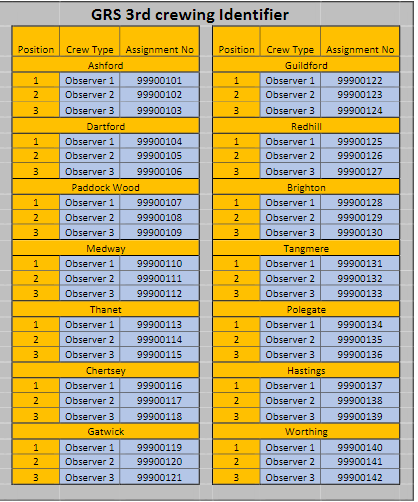 GRS 3rd crewing Identifier
Position Crew Type Assignment No
Ashford
1 Observer 1 99900101
2 Observer 2 99900102
3 Observer 3 99900103
Dartford
1 Observer 1 99900104
2 Observer 2 99900105
3 Observer 3 99900106
Paddock Wood
1 Observer 1 99900107
2 Observer 2 99900108
3 Observer 3 99900109
Medway
1 Observer 1 99900110
2 Observer 2 99900111
3 Observer 3 99900112
Thanet
1 Observer 1 99900113
2 Observer 2 99900114
3 Observer 3 99900115
Chertsey
1 Observer 1 99900116
2 Observer 2 99900117
3 Observer 3 99900118
Gatwick
1 Observer 1 99900119
2 Observer 2 99900120
3 Observer 3 99900121
Position Crew Type Assignment No
Guildford
1 Observer 1 99900122
2 Observer 2 99900123
3 Observer 3 99900124
Redhill
1 Observer 1 99900125
2 Observer 2 99900126
3 Observer 3 99900127
Brighton
1 Observer 1 99900128
2 Observer 2 99900129
3 Observer 3 99900130
Tangmere
1 Observer 1 99900131
2 Observer 2 99900132
3 Observer 3 99900133
Polegate
1 Observer 1 99900134
2 Observer 2 99900135
3 Observer 3 99900136
Hastings
1 Observer 1 99900137
2 Observer 2 99900138
3 Observer 3 99900139
Worthing
1 Observer 1 99900140
2 Observer 2 99900141
3 Observer 3 99900142